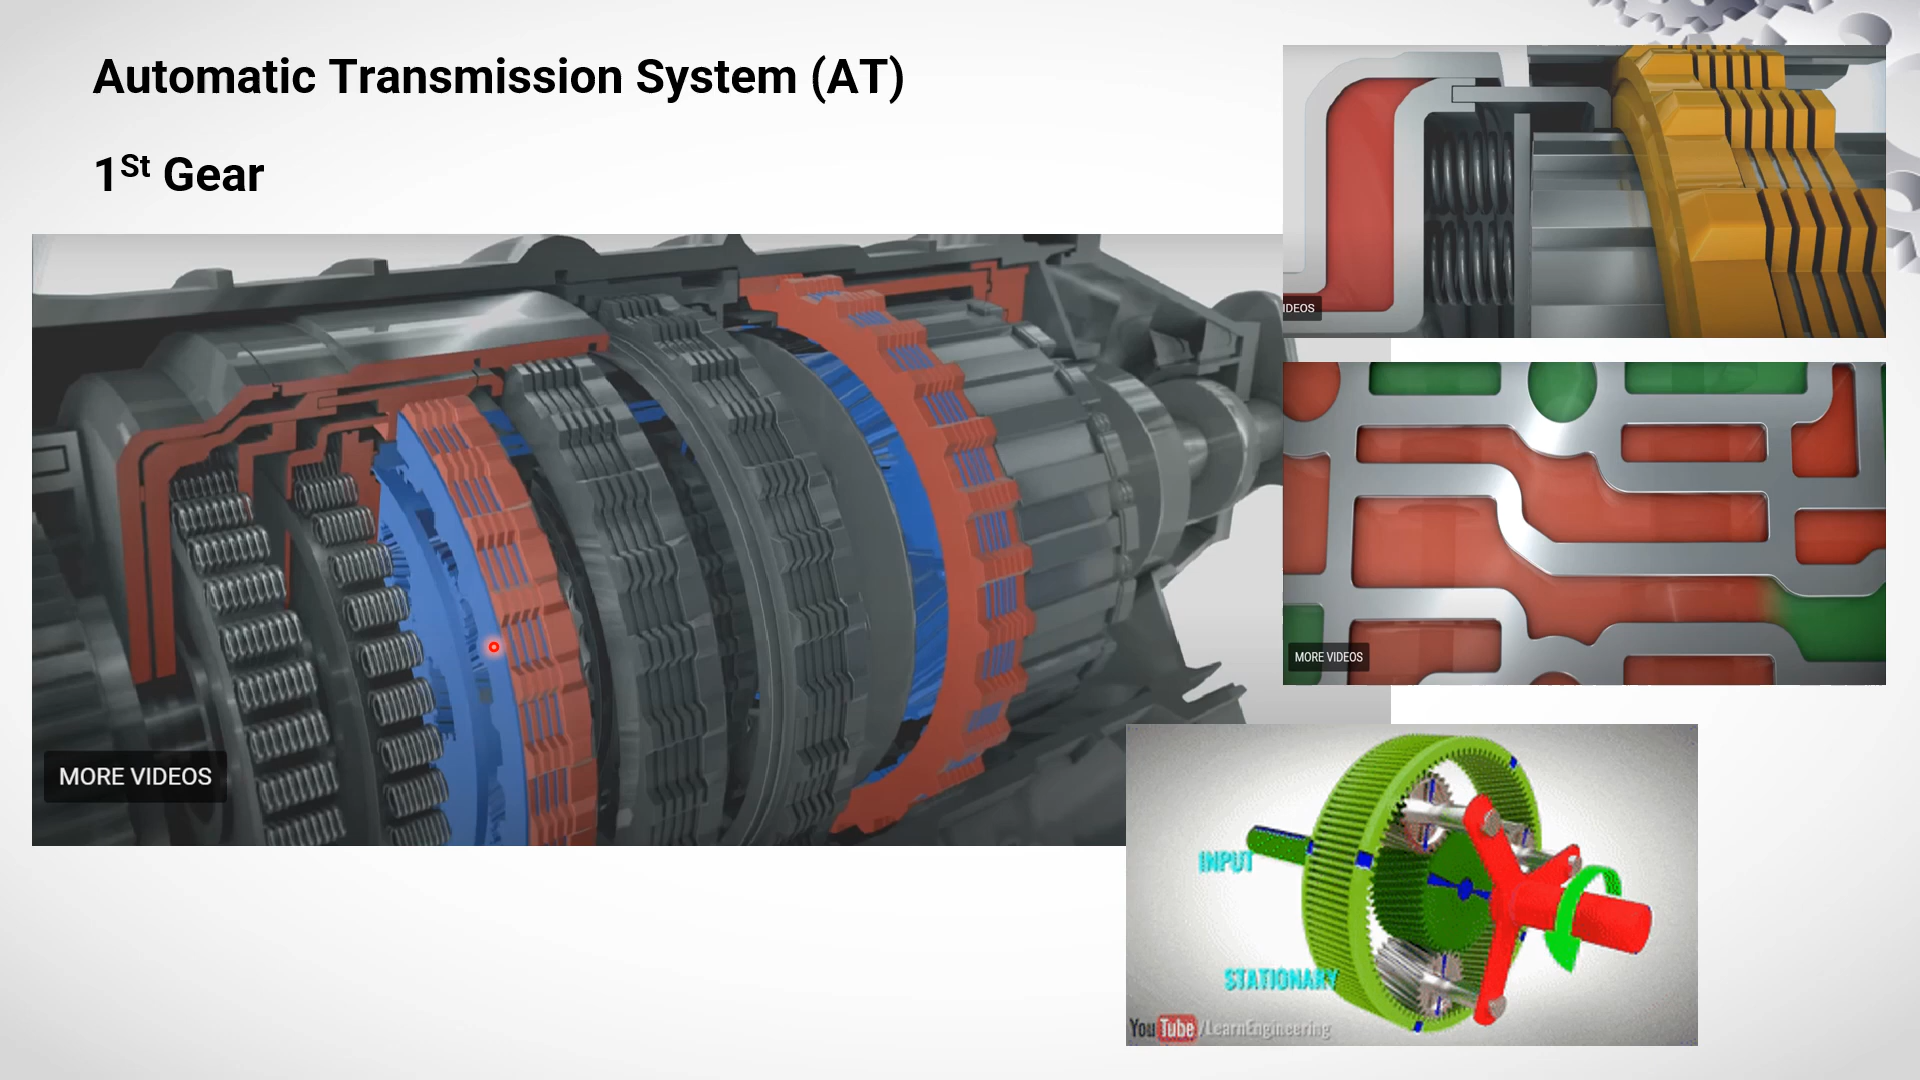 Automatic Transmission System (AT)
1St Gear
IDEOS
MORE VIDEOS
MORE VIDEOS
INPUT
STATIONARY
YouTube/LearnEngineering